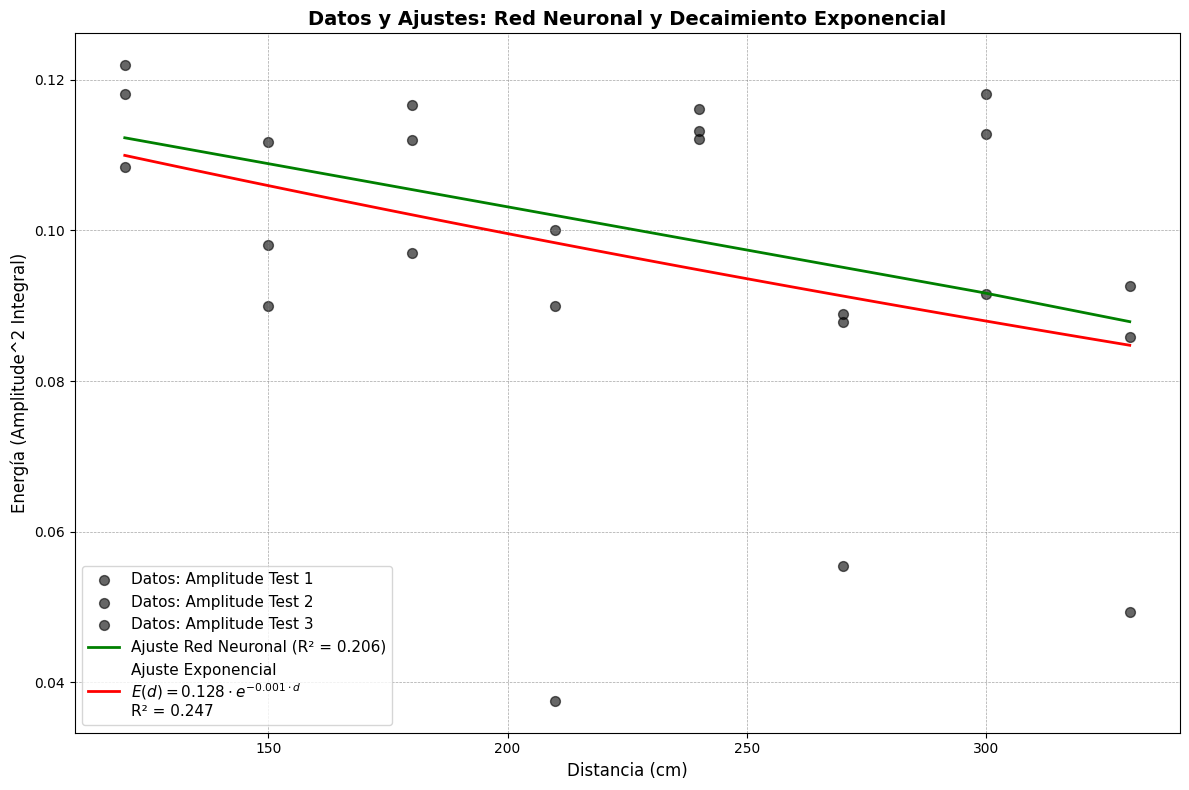 Datos y Ajustes: Red Neuronal y Decaimiento Exponencial
0.12
0.10
0.08
0.06
0.04
Energía (Amplitude^2 Integral)
Datos: Amplitude Test 1
Datos: Amplitude Test 2
Datos: Amplitude Test 3
Ajuste Red Neuronal (R² = 0.206)
Ajuste Exponencial
E(d) = 0.128 · e^{-0.001 · d}
R² = 0.247
150
200
250
300
Distancia (cm)